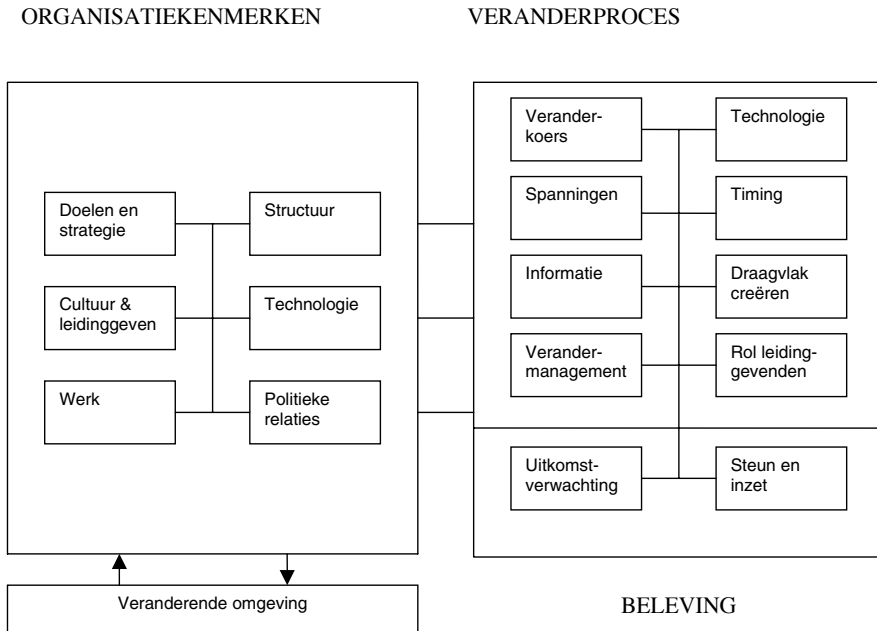 ORGANISATIEKENMERKEN
VERANDERPROCES
Doelen en
strategie
Structuur
Cultuur &
leidinggeven
Technologie
Werk
Politieke
relaties
Verander-
koers
Technologie
Spanningen
Timing
Informatie
Draagvlak
creëren
Verander-
management
Rol leiding-
gevenden
Uitkomst-
verwachting
Steun en
inzet
Veranderende omgeving
BELEVING